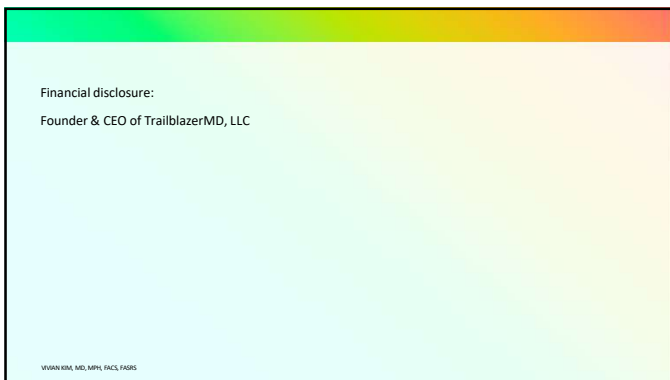 Financial disclosure:
Founder & CEO of TrailblazerMD, LLC
VIVIAN KIM, MD, MPH, FACS, FASRS